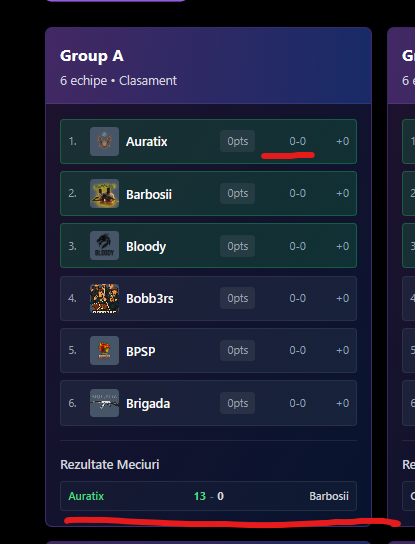 Group A
6 echipe • Clasament
1. Auratix 0pts 0-0 +0
2. Barbosii 0pts 0-0 +0
3. BLOODY Bloody 0pts 0-0 +0
4. Bobb3rs 0pts 0-0 +0
5. BPSP 0pts 0-0 +0
6. Brigada 0pts 0-0 +0
Rezultate Meciuri
Auratix 13 - 0 Barbosii